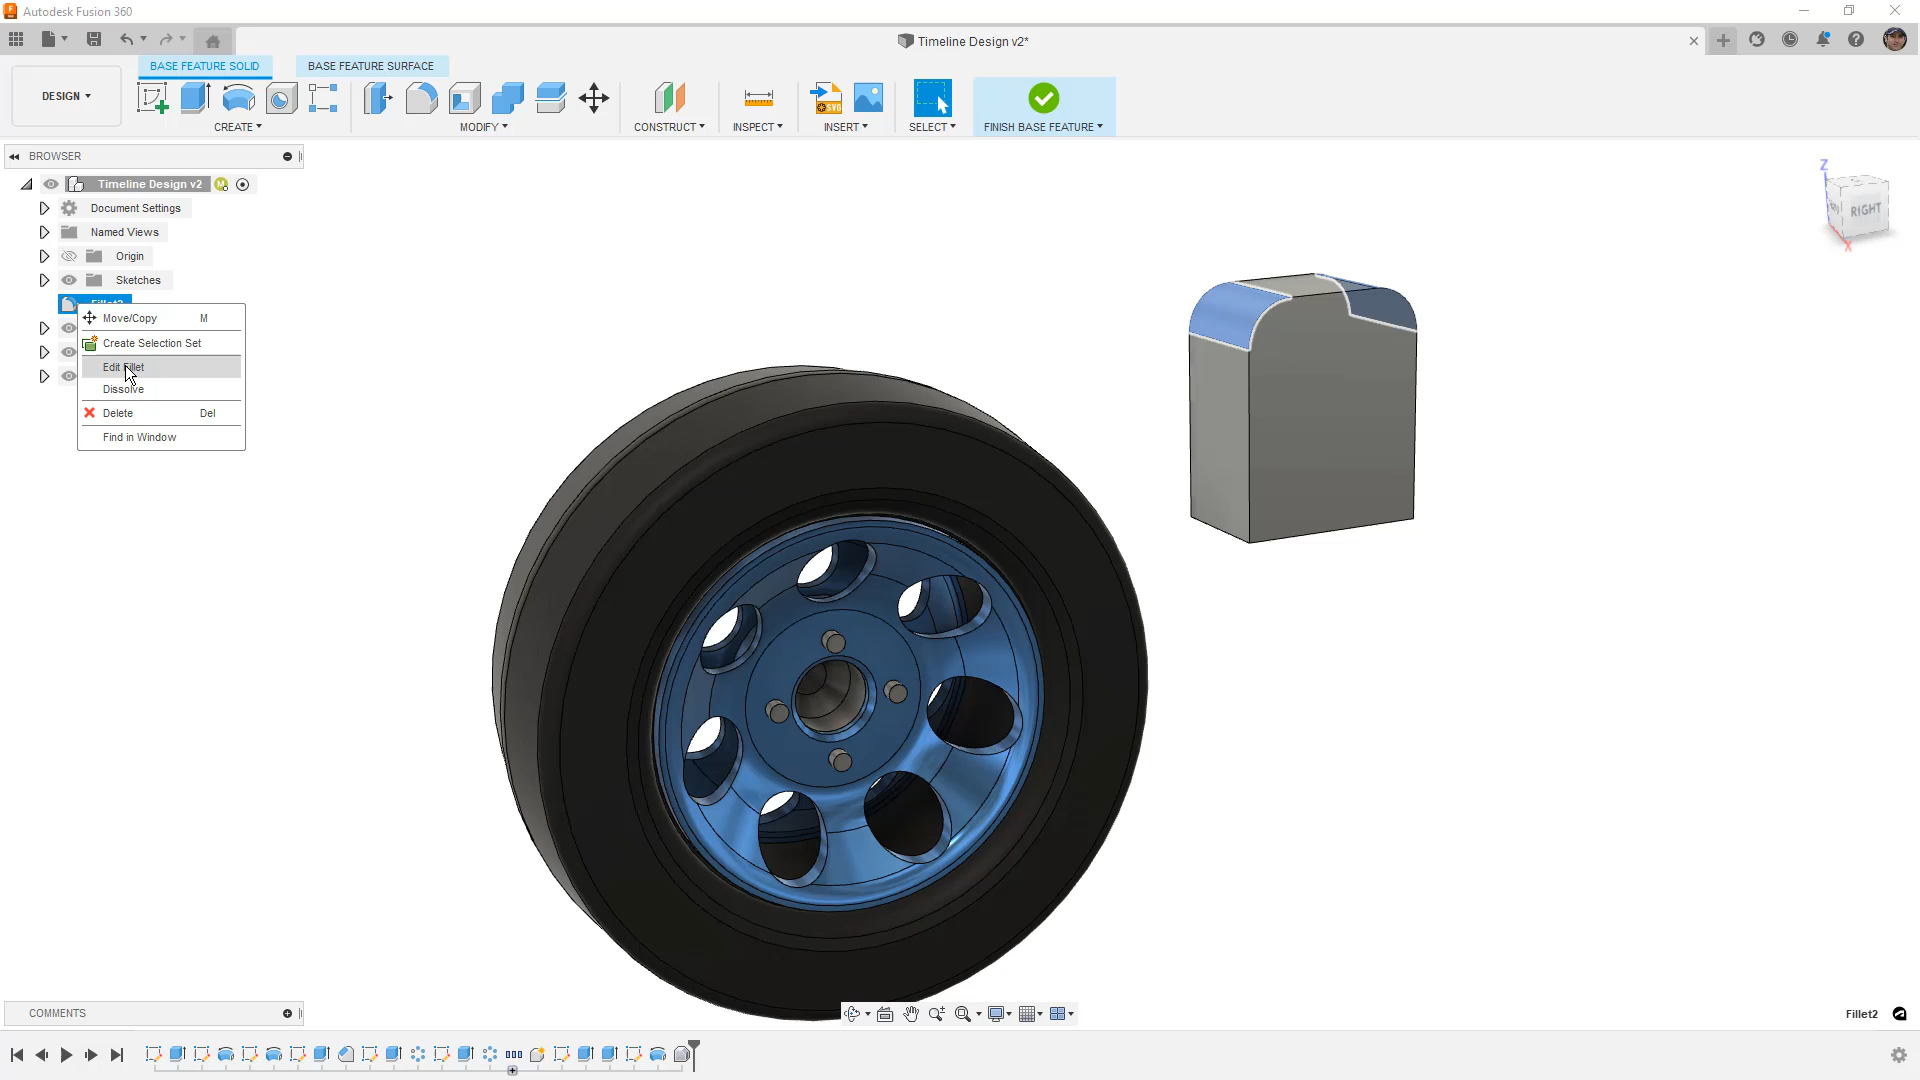 Autodesk Fusion 360
Timeline Design v2*
BASE FEATURE SOLID
BASE FEATURE SURFACE
DESIGN
CREATE
MODIFY
CONSTRUCT
INSPECT
INSERT
SELECT
FINISH BASE FEATURE
BROWSER
Timeline Design v2
Document Settings
Named Views
Origin
Sketches
Fillet2
Move/Copy M
Create Selection Set
Edit Fillet
Dissolve
Delete Del
Find in Window
Z
RIGHT
X
COMMENTS
Fillet2